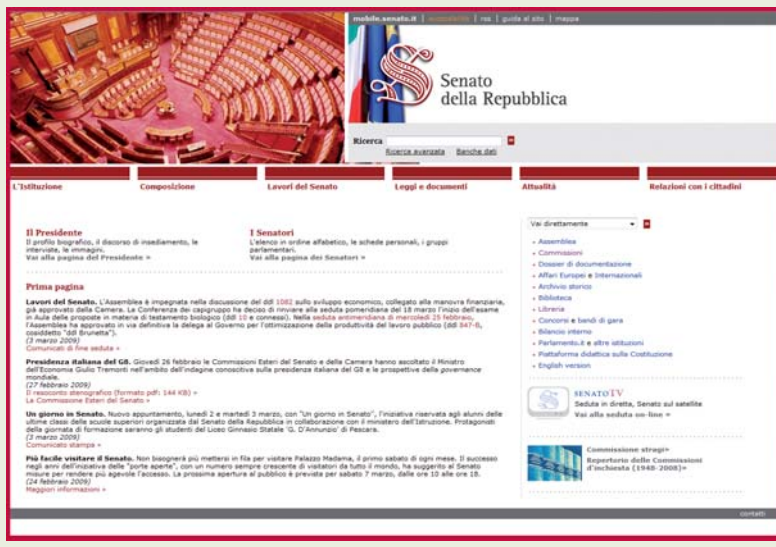 mobile.senato.it | accessibilità | rss | guida al sito | mappa
Senato
della Repubblica
Ricerca
Ricerca avanzata Banche dati
L'Istituzione Composizione Lavori del Senato Leggi e documenti Attualità Relazioni con i cittadini
Il Presidente
Il profilo biografico, il discorso di insediamento, le
interviste, le immagini.
Vai alla pagina del Presidente »
I Senatori
L'elenco in ordine alfabetico, le schede personali, i gruppi
parlamentari.
Vai alla pagina dei Senatori »
Prima pagina
Lavori del Senato. L'Assemblea è impegnata nella discussione del ddl 1082 sullo sviluppo economico, collegato alla manovra finanziaria,
già approvato dalla Camera. La Conferenza dei capigruppo ha deciso di rinviare alla seduta pomeridiana del 18 marzo l'inizio dell'esame
in Aula delle proposte in materia di testamento biologico (ddl 10 e connessi). Nella seduta antimeridiana di mercoledì 25 febbraio,
l'Assemblea ha approvato in via definitiva la delega al Governo per l'ottimizzazione della produttività del lavoro pubblico (ddl 847-B,
cosiddetto "ddl Brunetta").
(3 marzo 2009)
Comunicati di fine seduta »
Presidenza italiana del G8. Giovedì 26 febbraio le Commissioni Esteri del Senato e della Camera hanno ascoltato il Ministro
dell'Economia Giulio Tremonti nell'ambito dell'indagine conoscitiva sulla presidenza italiana del G8 e le prospettive della governance
mondiale.
(27 febbraio 2009)
Il resoconto stenografico (formato pdf: 144 KB) »
La Commissione Esteri del Senato »
Un giorno in Senato. Nuovo appuntamento, lunedì 2 e martedì 3 marzo, con "Un giorno in Senato", l'iniziativa riservata agli alunni delle
ultime classi delle scuole superiori organizzata dal Senato della Repubblica in collaborazione con il ministero dell'Istruzione. Protagonisti
della giornata di formazione saranno gli studenti del Liceo Ginnasio Statale 'G. D'Annunzio' di Pescara.
(3 marzo 2009)
Comunicato stampa »
Più facile visitare il Senato. Non bisognerà più mettersi in fila per visitare Palazzo Madama, il primo sabato di ogni mese. Il successo
negli anni dell'iniziativa delle "porte aperte", con un numero sempre crescente di visitatori da tutto il mondo, ha suggerito al Senato
misure per rendere più agevole l'accesso. La prossima apertura al pubblico è prevista per sabato 7 marzo, dalle ore 10 alle ore 18.
(24 febbraio 2009)
Maggiori informazioni »
Vai direttamente
» Assemblea
» Commissioni
» Dossier di documentazione
» Affari Europei e Internazionali
» Archivio storico
» Biblioteca
» Libreria
» Concorsi e bandi di gara
» Bilancio interno
» Parlamento.it e altre istituzioni
» Piattaforma didattica sulla Costituzione
» English version
SENATO TV
Seduta in diretta, Senato sul satellite
Vai alla seduta on-line »
Commissione stragi»
Repertorio delle Commissioni
d'inchiesta (1948-2008)»
contatti